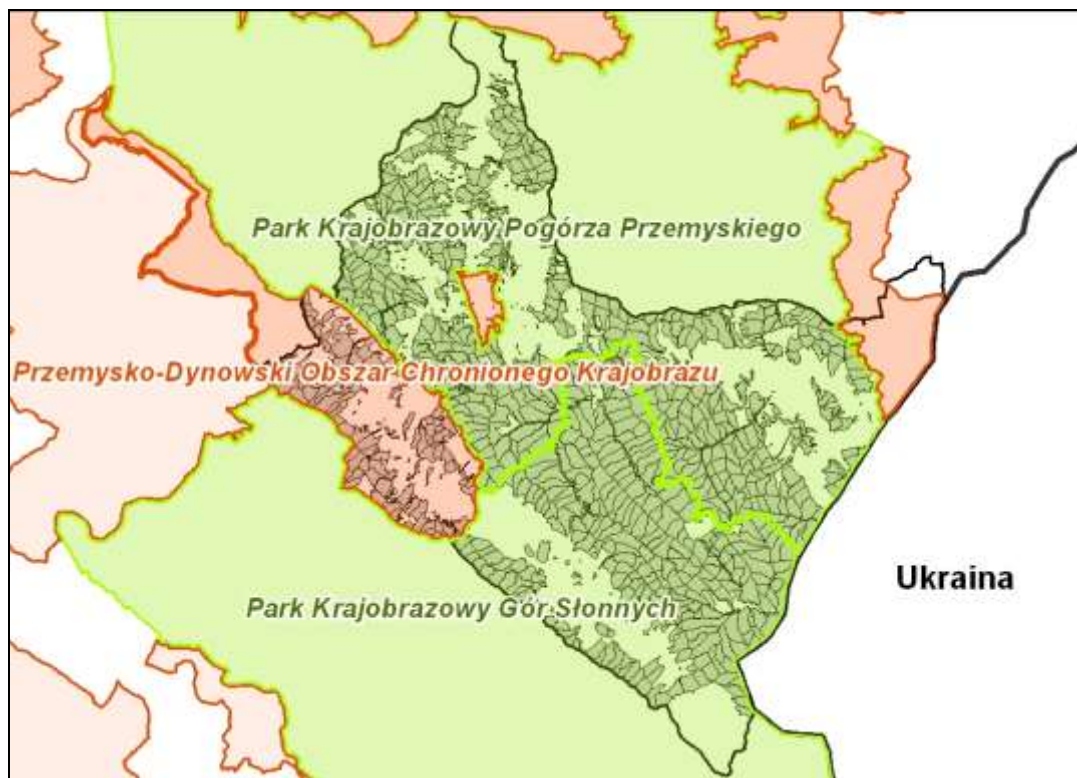 Park Krajobrazowy Pogórza Przemyskiego
Przemysko-Dynowski Obszar Chronionego Krajobrazu
Ukraina
Park Krajobrazowy Gór Słonnych